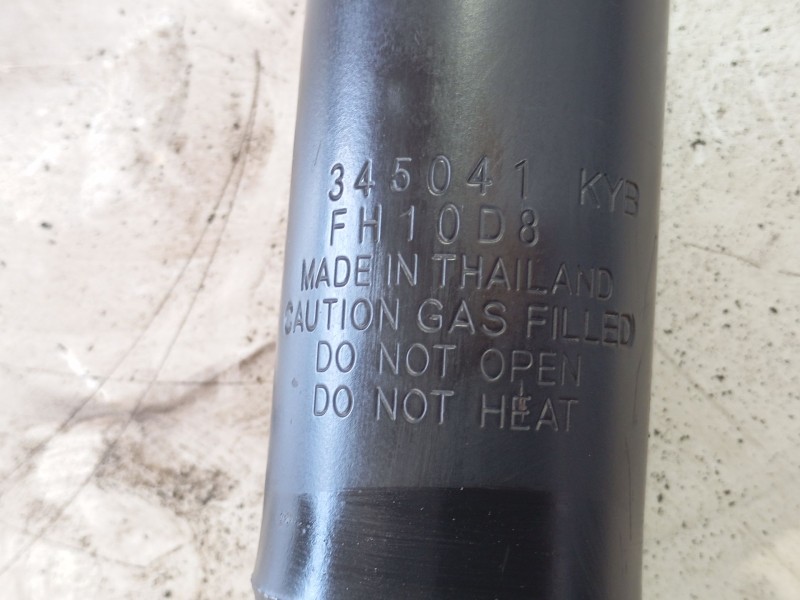 345041 KYB
FH10D8
MADE IN THAILAND
CAUTION GAS FILLED
DO NOT OPEN
DO NOT HEAT